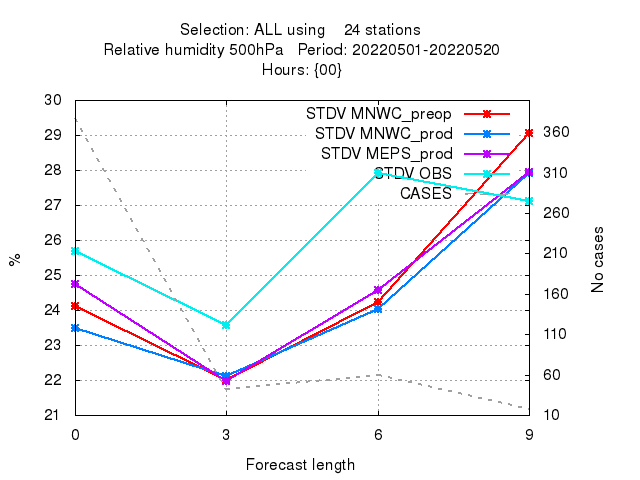 Selection: ALL using    24 stations
Relative humidity 500hPa   Period: 20220501-20220520
Hours: {00}
STDV MNWC_preop
STDV MNWC_prod
STDV MEPS_prod
STDV OBS
CASES
30
29
28
27
26
25
24
23
22
21
%
360
310
260
210
160
110
60
10
No cases
0 3 6 9
Forecast length